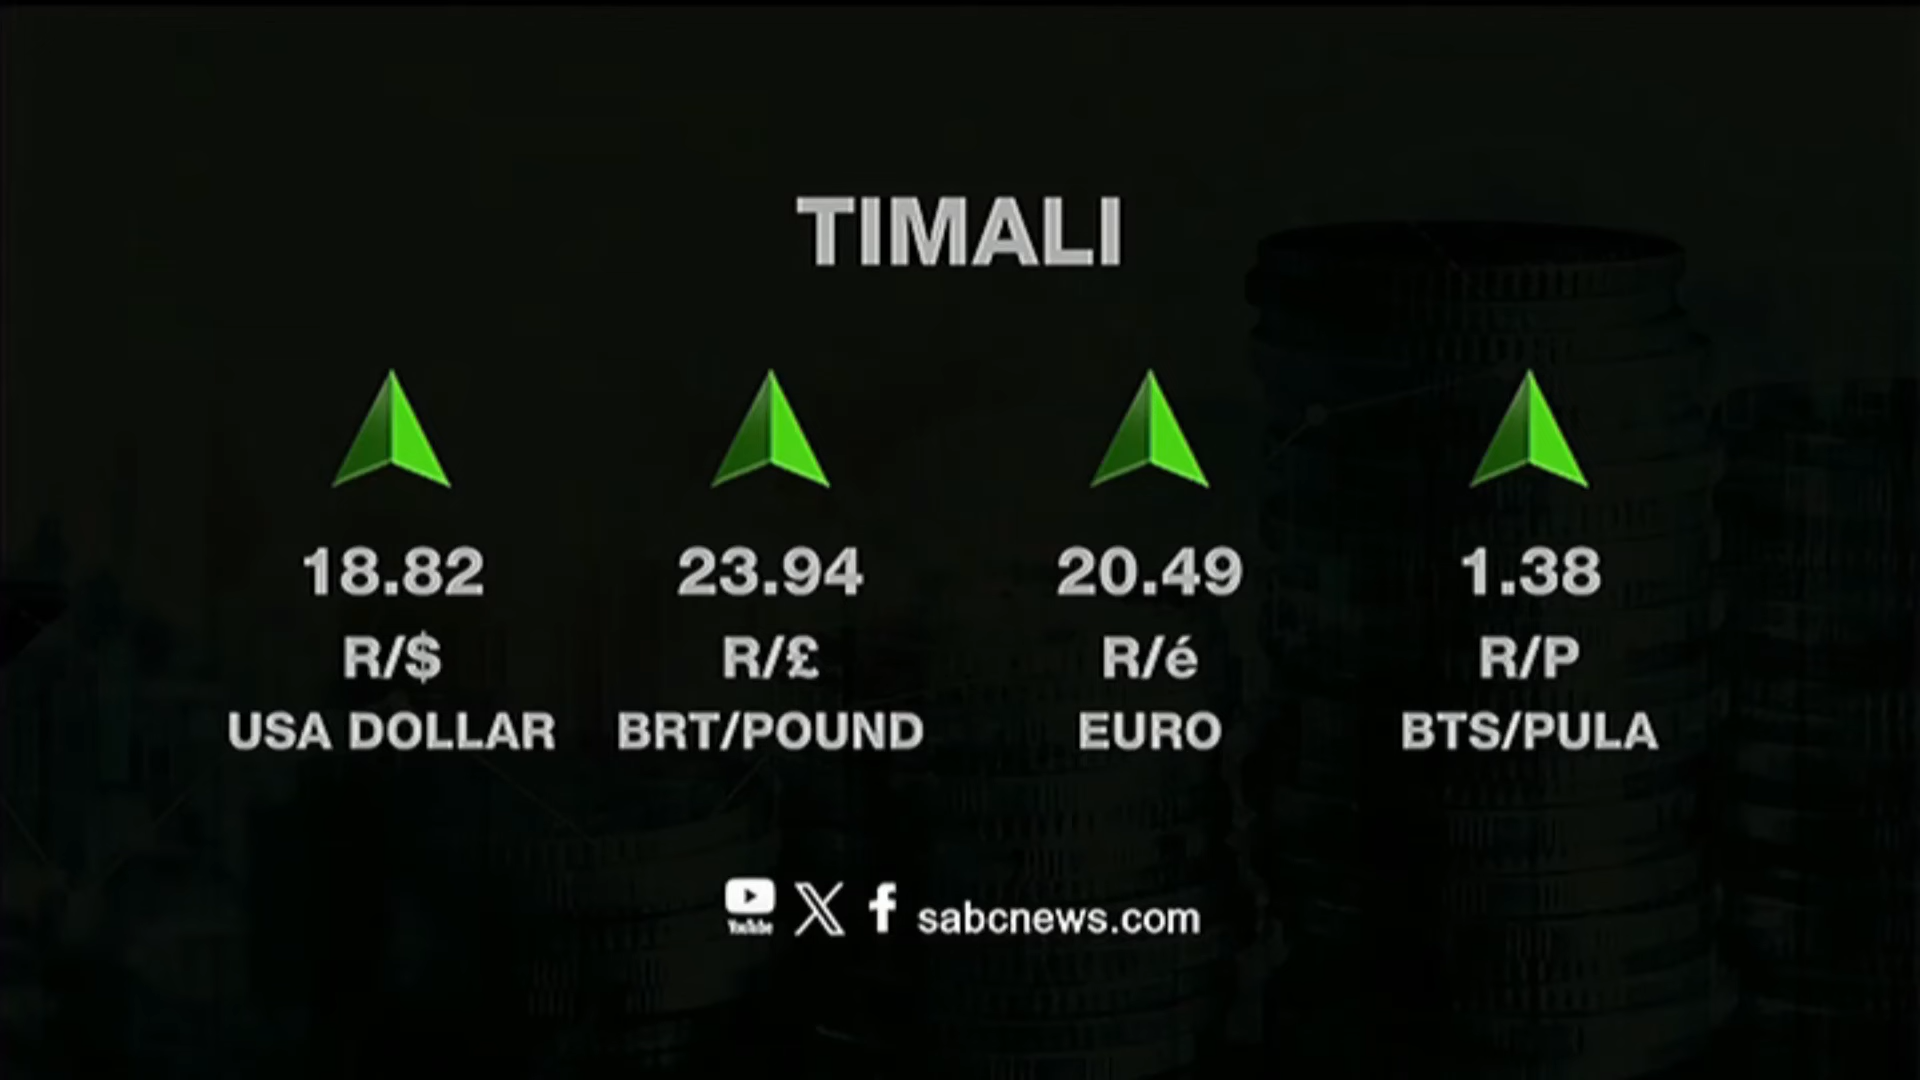 TIMALI
18.82 23.94 20.49 1.38
R/$ R/£ R/é R/P
USA DOLLAR BRT/POUND EURO BTS/PULA
YouTube X f sabcnews.com